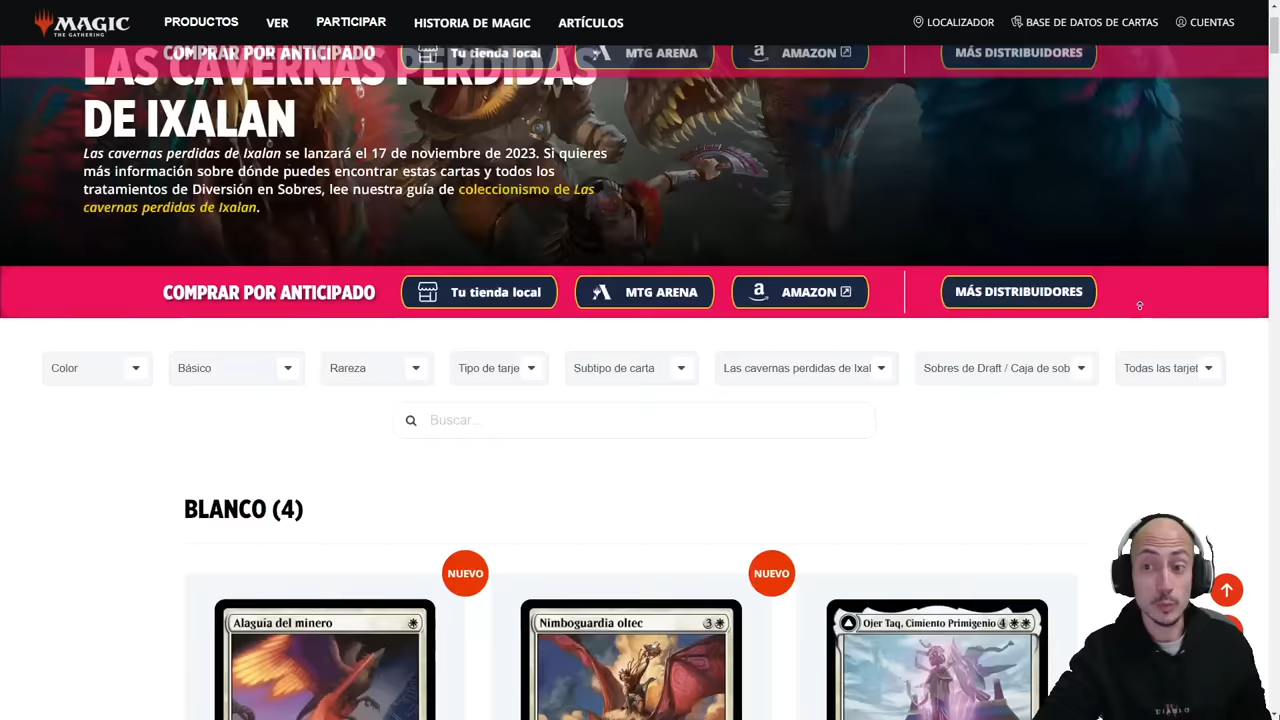 MAGIC
THE GATHERING
PRODUCTOS
VER
PARTICIPAR
HISTORIA DE MAGIC
ARTÍCULOS
LOCALIZADOR
BASE DE DATOS DE CARTAS
CUENTAS
COMPRAR POR ANTICIPADO
Tu tienda local
MTG ARENA
AMAZON
MÁS DISTRIBUIDORES
LAS CAVERNAS PERDIDAS
DE IXALAN
Las cavernas perdidas de Ixalan se lanzará el 17 de noviembre de 2023. Si quieres
más información sobre dónde puedes encontrar estas cartas y todos los
tratamientos de Diversión en Sobres, lee nuestra guía de coleccionismo de Las
cavernas perdidas de Ixalan.
COMPRAR POR ANTICIPADO
Tu tienda local
MTG ARENA
AMAZON
MÁS DISTRIBUIDORES
Color
Básico
Rareza
Tipo de tarje
Subtipo de carta
Las cavernas perdidas de Ixal
Sobres de Draft / Caja de sob
Todas las tarjet
Buscar...
BLANCO (4)
NUEVO
NUEVO
Alaguía del minero
Nimboguardia oltec 3
Ojer Taq, Cimiento Primigenio 4
DIABLO